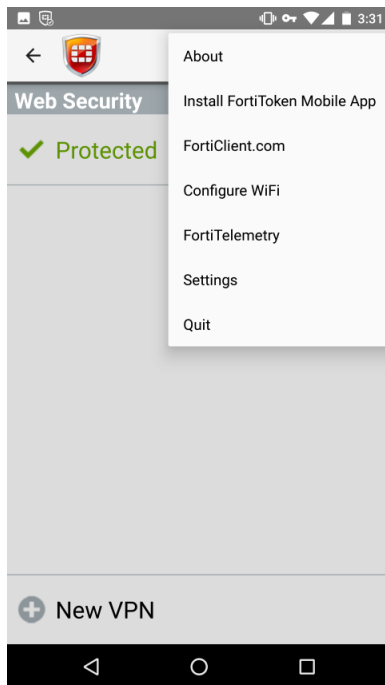 3:31
About
Web Security
Install FortiToken Mobile App
Protected
FortiClient.com
Configure WiFi
FortiTelemetry
Settings
Quit
New VPN